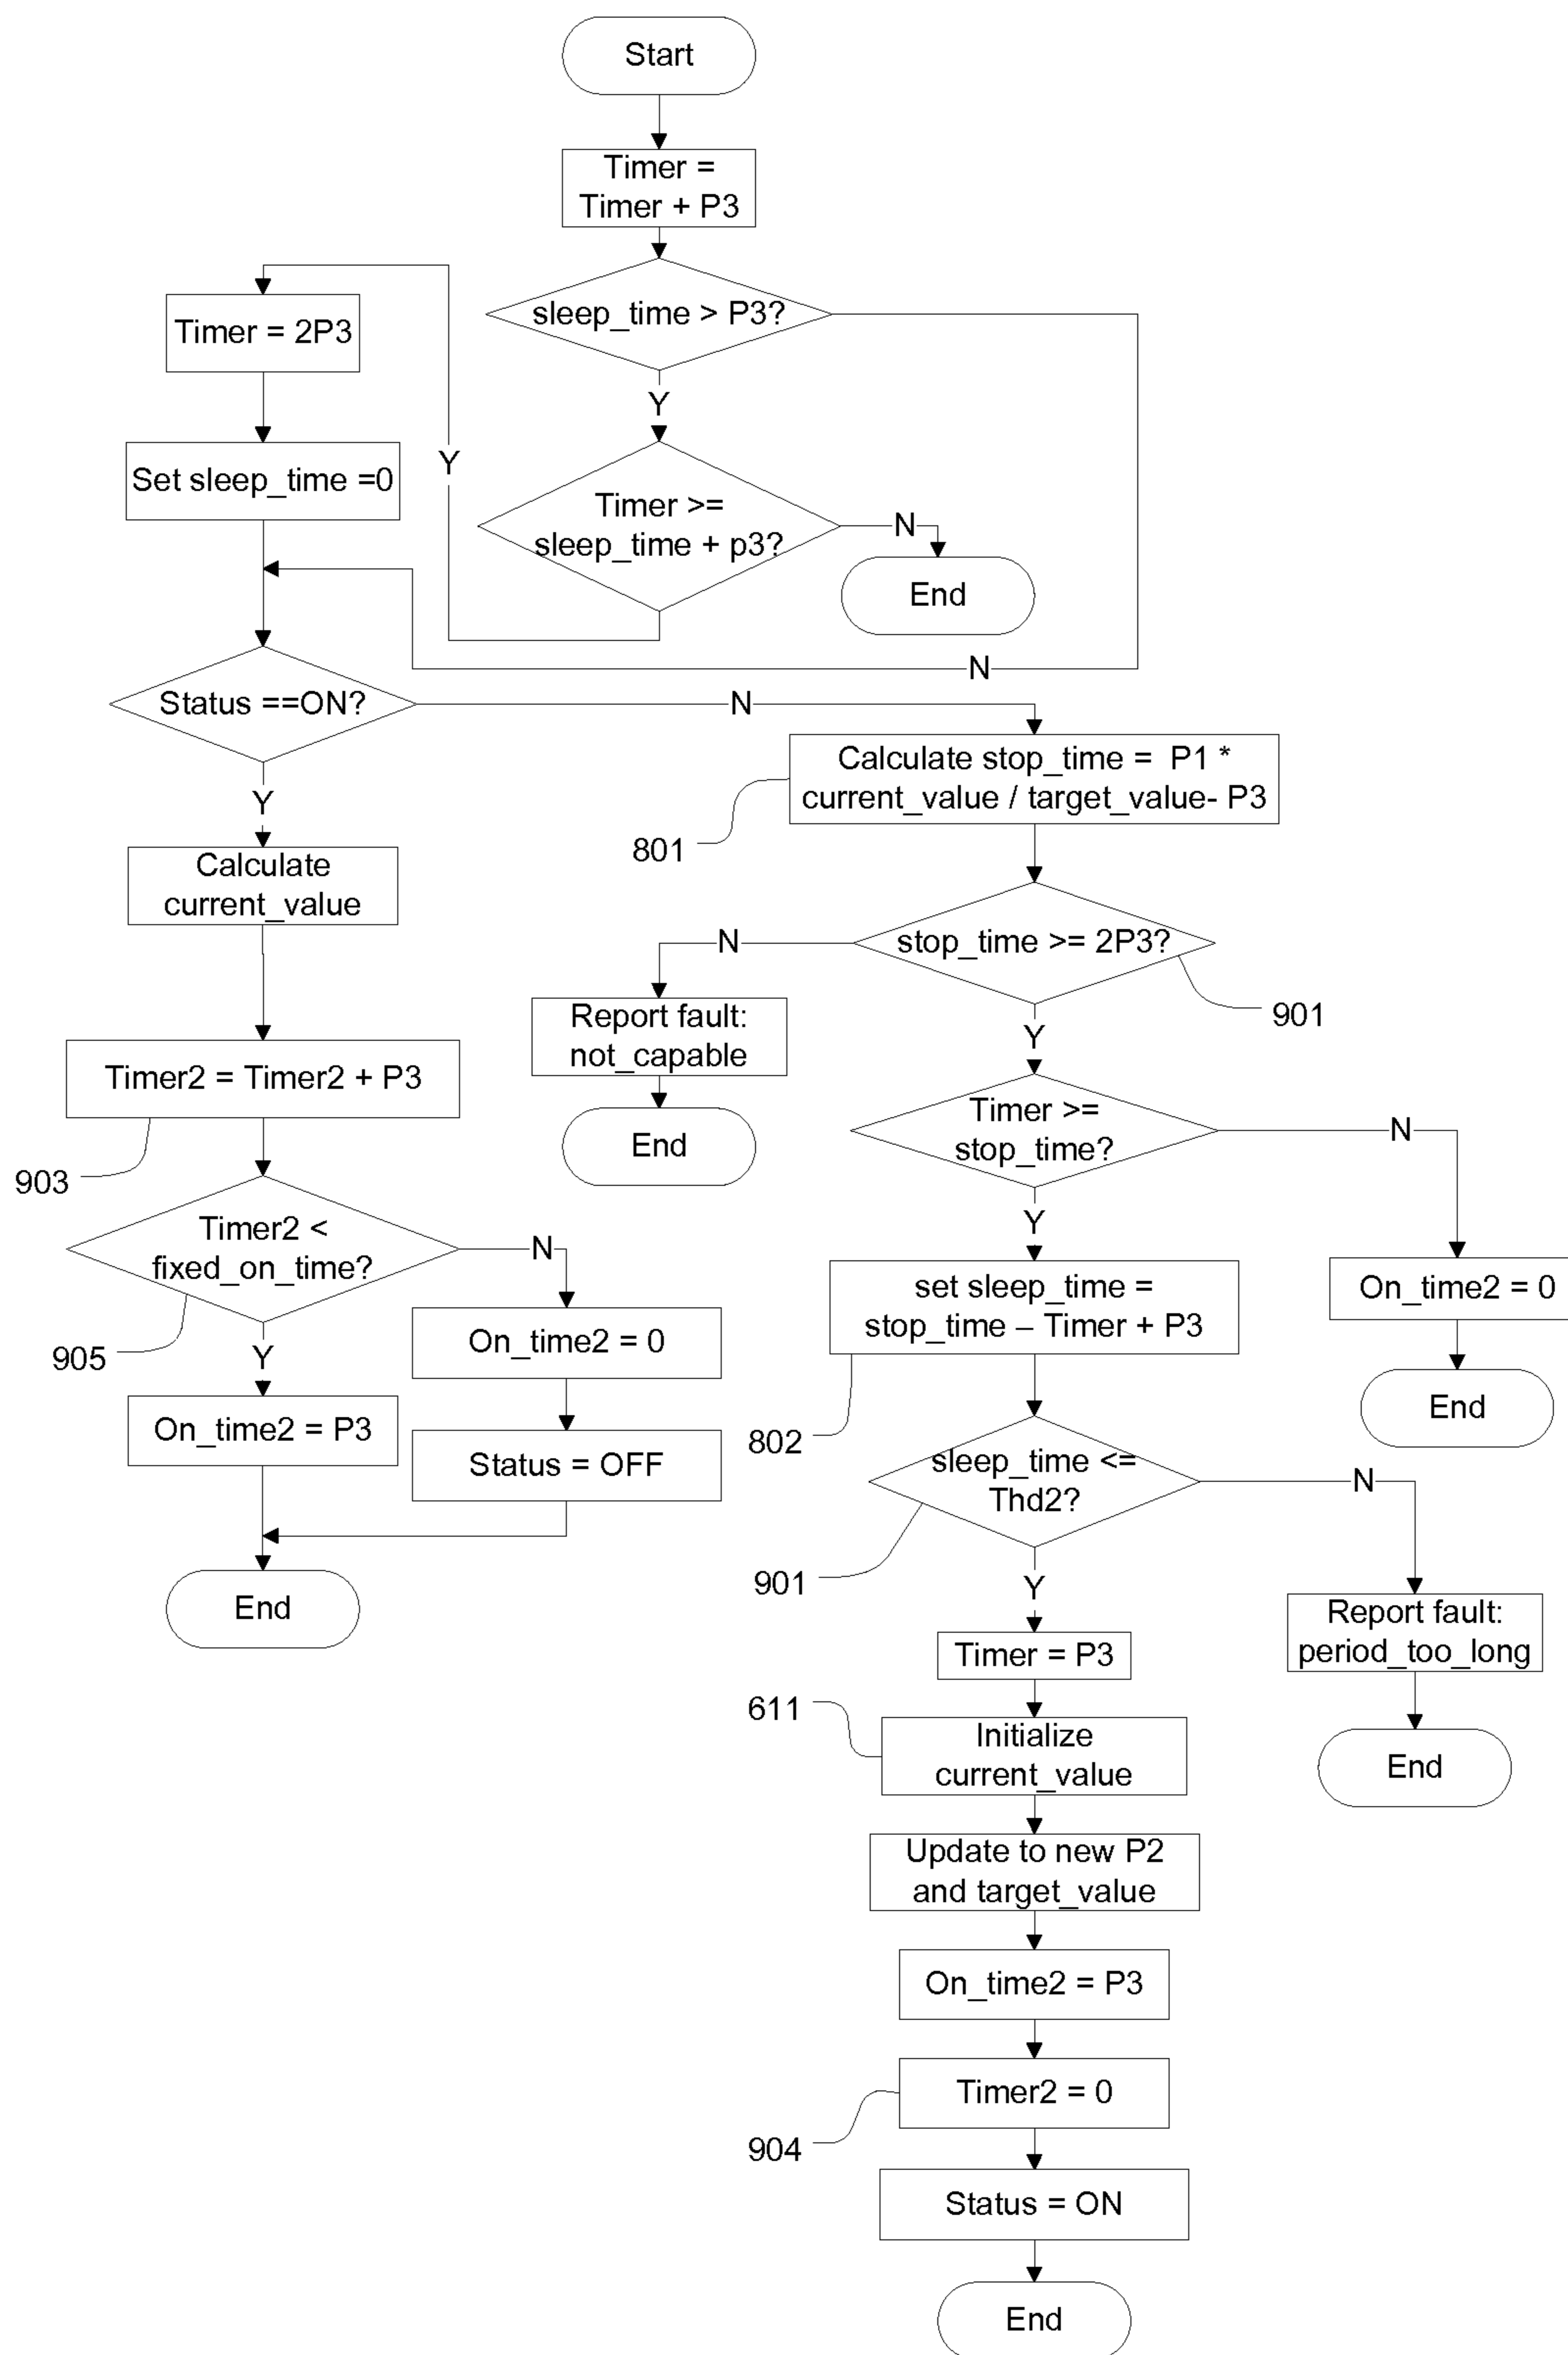 Start
Timer =
Timer + P3
sleep_time > P3?
Timer = 2P3
Y
Y
Set sleep_time =0
Timer >=
sleep_time + p3?
N
End
N
Status ==ON?
N
Calculate stop_time = P1 *
current_value / target_value- P3
801
Y
Calculate
current_value
stop_time >= 2P3?
N
901
Report fault:
not_capable
Y
Timer2 = Timer2 + P3
903
End
Timer >=
stop_time?
N
Y
Timer2 <
fixed_on_time?
N
905
Y
On_time2 = 0
set sleep_time =
stop_time – Timer + P3
802
On_time2 = 0
End
On_time2 = P3
Status = OFF
End
sleep_time <=
Thd2?
N
901
Y
Report fault:
period_too_long
End
Timer = P3
611
Initialize
current_value
Update to new P2
and target_value
On_time2 = P3
Timer2 = 0
904
Status = ON
End